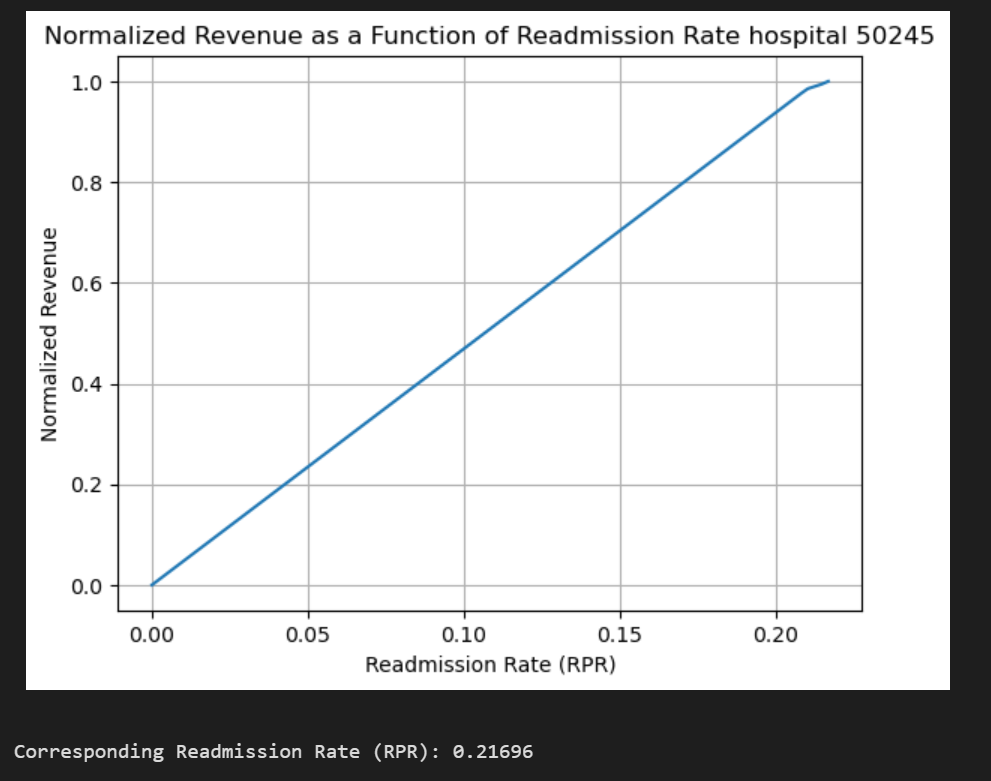 Normalized Revenue as a Function of Readmission Rate hospital 50245
Normalized Revenue
1.0
0.8
0.6
0.4
0.2
0.0
0.00 0.05 0.10 0.15 0.20
Readmission Rate (RPR)
Corresponding Readmission Rate (RPR): 0.21696